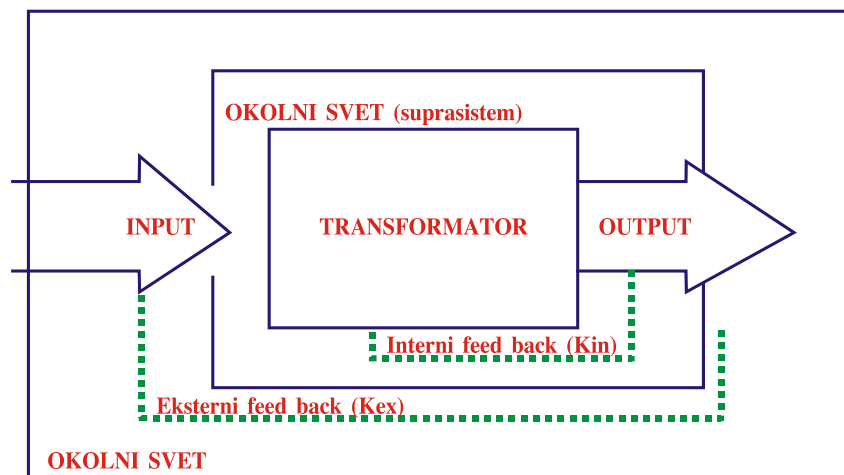 OKOLNI SVET (suprasistem)
INPUT
TRANSFORMATOR
OUTPUT
Interni feed back (Kin)
Eksterni feed back (Kex)
OKOLNI SVET